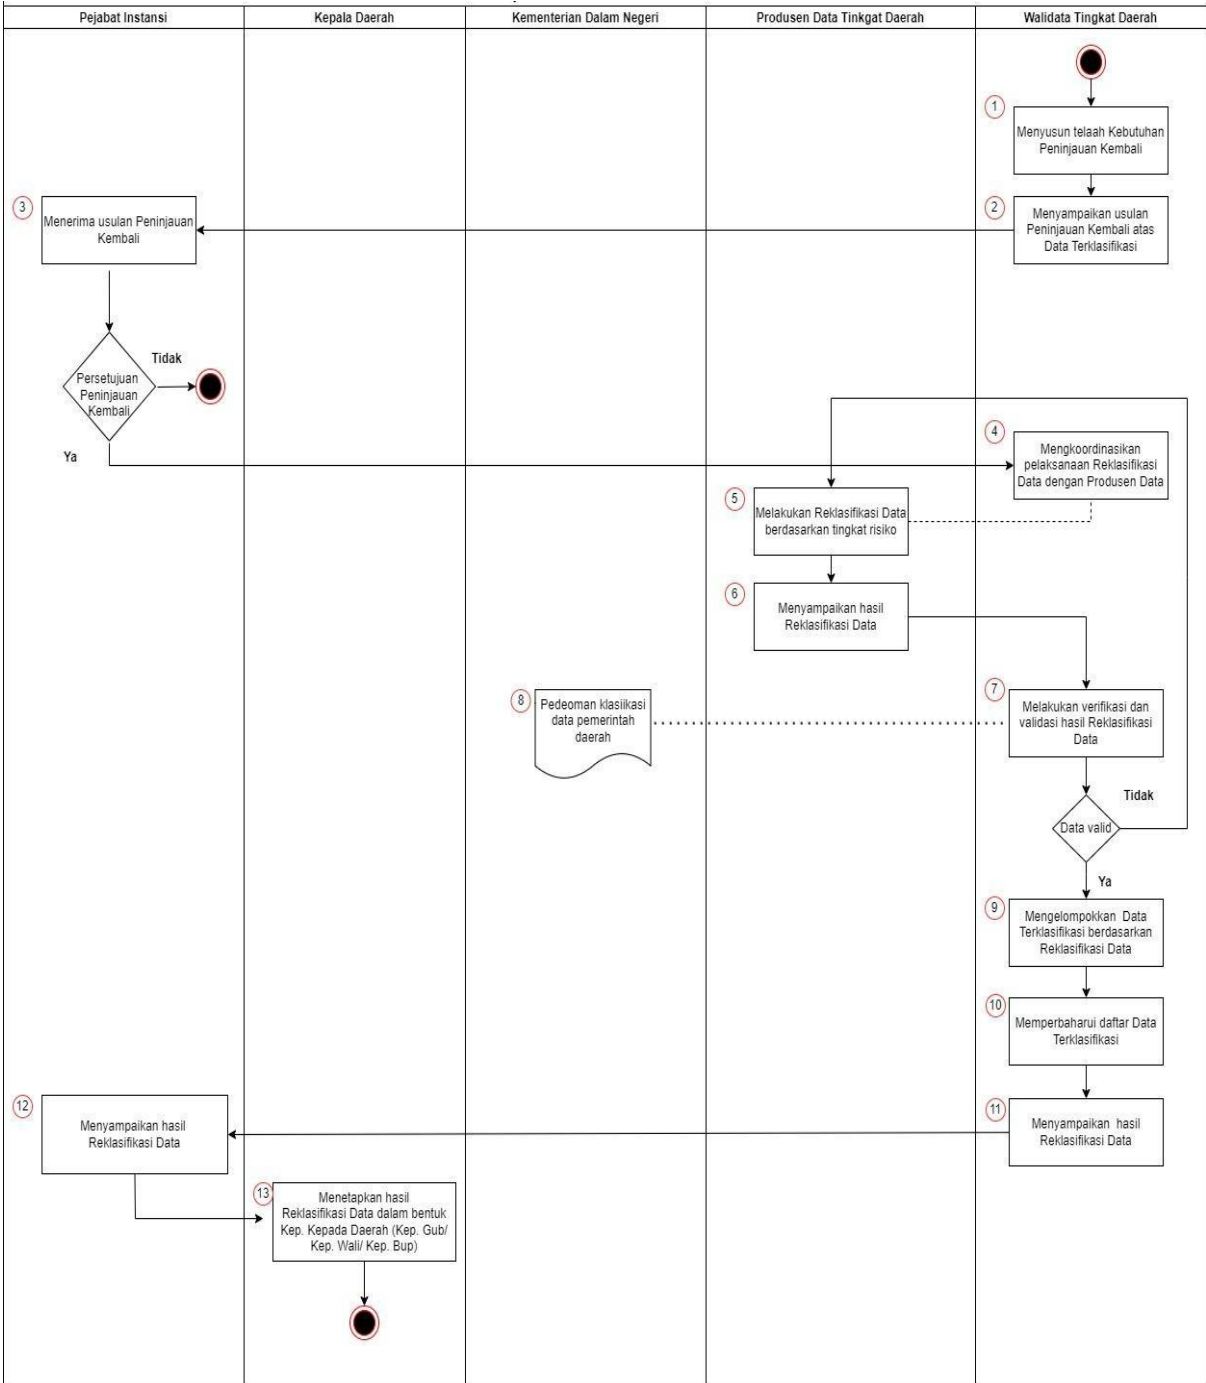 Pejabat Instansi
Kepala Daerah
Kementerian Dalam Negeri
Produsen Data Tinkgat Daerah
Walidata Tingkat Daerah
1
Menyusun telaah Kebutuhan
Peninjauan Kembali
2
Menyampaikan usulan
Peninjauan Kembali atas
Data Terklasifikasi
3
Menerima usulan Peninjauan
Kembali
Tidak
Persetujuan
Peninjauan
Kembali
Ya
4
Mengkoordinasikan
pelaksanaan Reklasifikasi
Data dengan Produsen Data
5
Melakukan Reklasifikasi Data
berdasarkan tingkat risiko
6
Menyampaikan hasil
Reklasifikasi Data
7
Melakukan verifikasi dan
validasi hasil Reklasifikasi
Data
8
Pedeoman klasiikasi
data pemerintah
daerah
Tidak
Data valid
Ya
9
Mengelompokkan Data
Terklasifikasi berdasarkan
Reklasifikasi Data
10
Memperbaharui daftar Data
Terklasifikasi
11
Menyampaikan hasil
Reklasifikasi Data
12
Menyampaikan hasil
Reklasifikasi Data
13
Menetapkan hasil
Reklasifikasi Data dalam bentuk
Kep. Kepada Daerah (Kep. Gub/
Kep. Wali/ Kep. Bup)